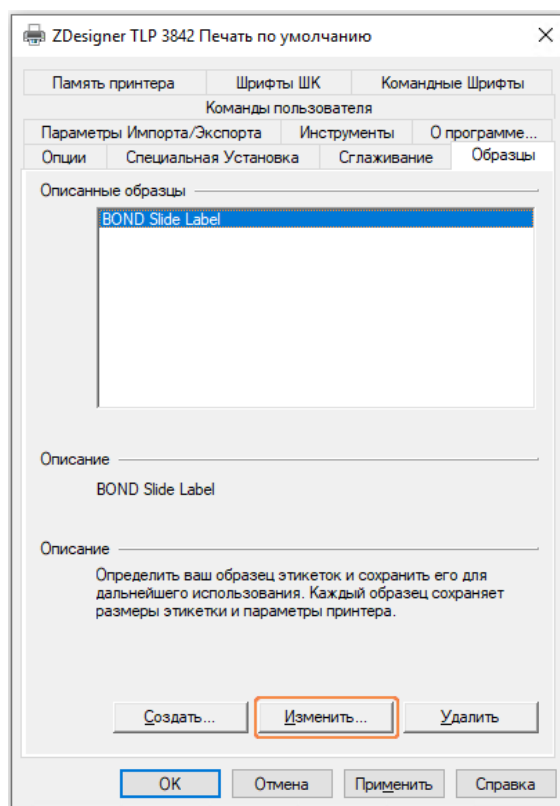 ZDesigner TLP 3842 Печать по умолчанию
Память принтера Шрифты ШК Командные Шрифты
Команды пользователя
Параметры Импорта/Экспорта Инструменты О программе...
Опции Специальная Установка Сглаживание Образцы
Описанные образцы
BOND Slide Label
Описание
BOND Slide Label
Описание
Определить ваш образец этикеток и сохранить его для
дальнейшего использования. Каждый образец сохраняет
размеры этикетки и параметры принтера.
Создать... Изменить... Удалить
OK Отмена Применить Справка